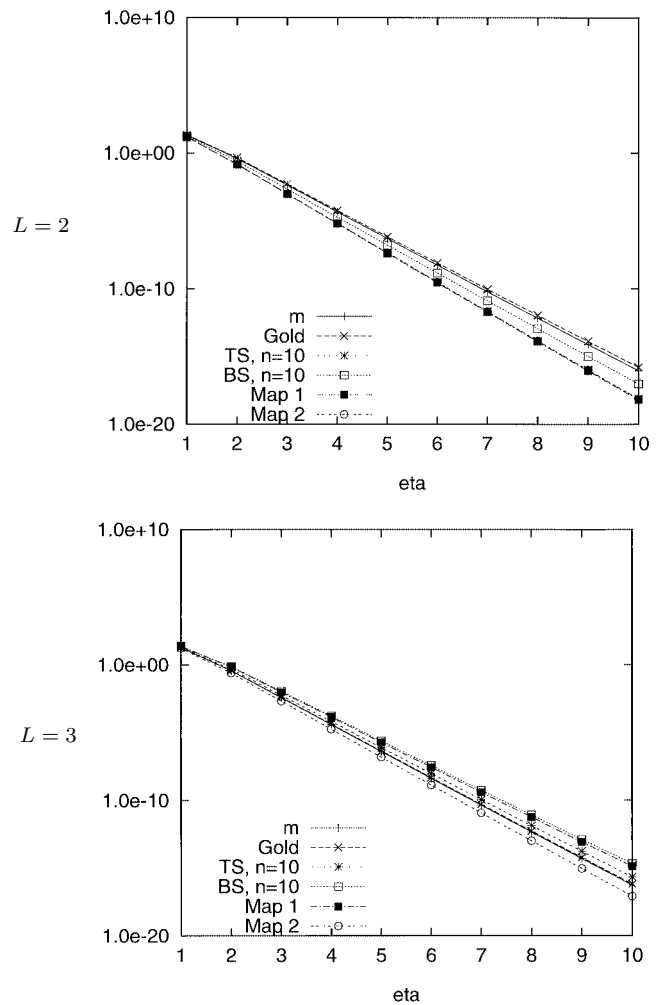 1.0e+10
1.0e+00
L = 2
1.0e-10
m
Gold
TS, n=10
BS, n=10
Map 1
Map 2
1.0e-20
1 2 3 4 5 6 7 8 9 10
eta
1.0e+10
1.0e+00
L = 3
1.0e-10
m
Gold
TS, n=10
BS, n=10
Map 1
Map 2
1.0e-20
1 2 3 4 5 6 7 8 9 10
eta